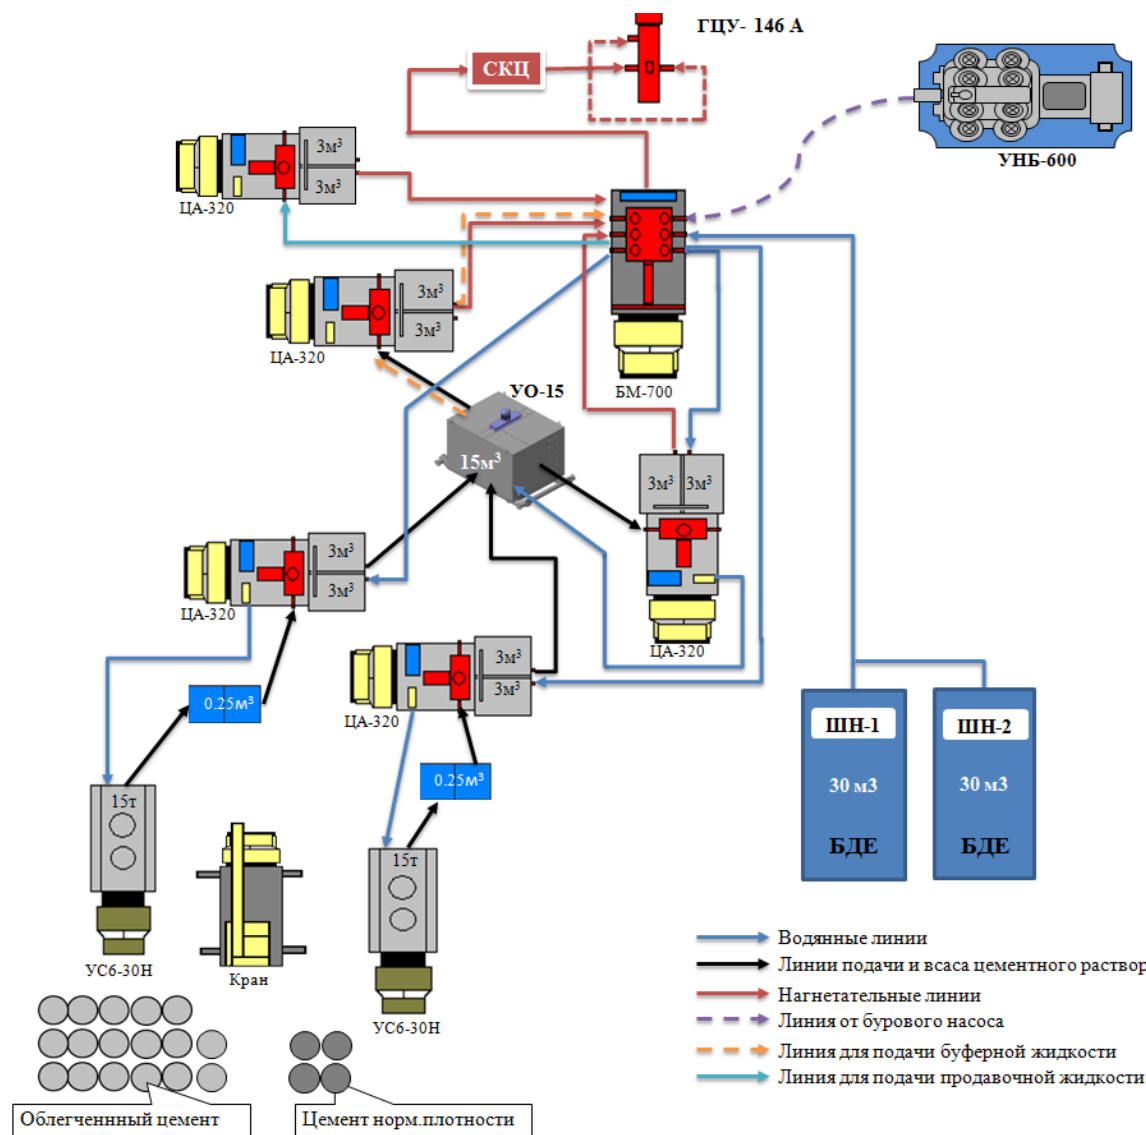 ГЦУ- 146 А
СКЦ
УНБ-600
3м³
3м³
ЦА-320
3м³
3м³
ЦА-320
БМ-700
УО-15
15м³
3м³
3м³
ЦА-320
3м³
3м³
ЦА-320
3м³
3м³
ЦА-320
0.25м³
0.25м³
ШН-1
30 м3
БДЕ
ШН-2
30 м3
БДЕ
15т
УС6-30Н
Кран
15т
УС6-30Н
Водянные линии
Линии подачи и всаса цементного раствор
Нагнетательные линии
Линия от бурового насоса
Линия для подачи буферной жидкости
Линия для подачи продавочной жидкости
Облегченнный цемент
Цемент норм.плотности